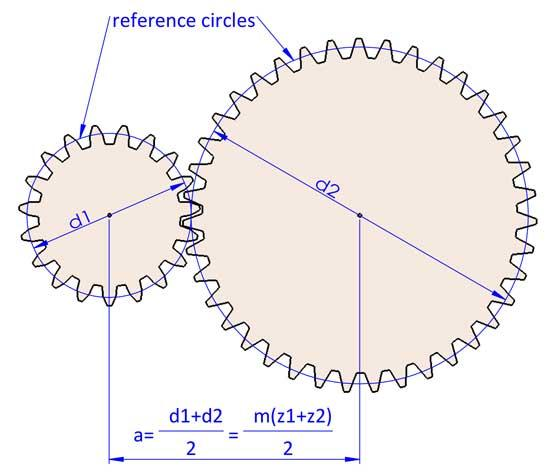 reference circles
d1
d2
a= d1+d2/2 = m(z1+z2)/2